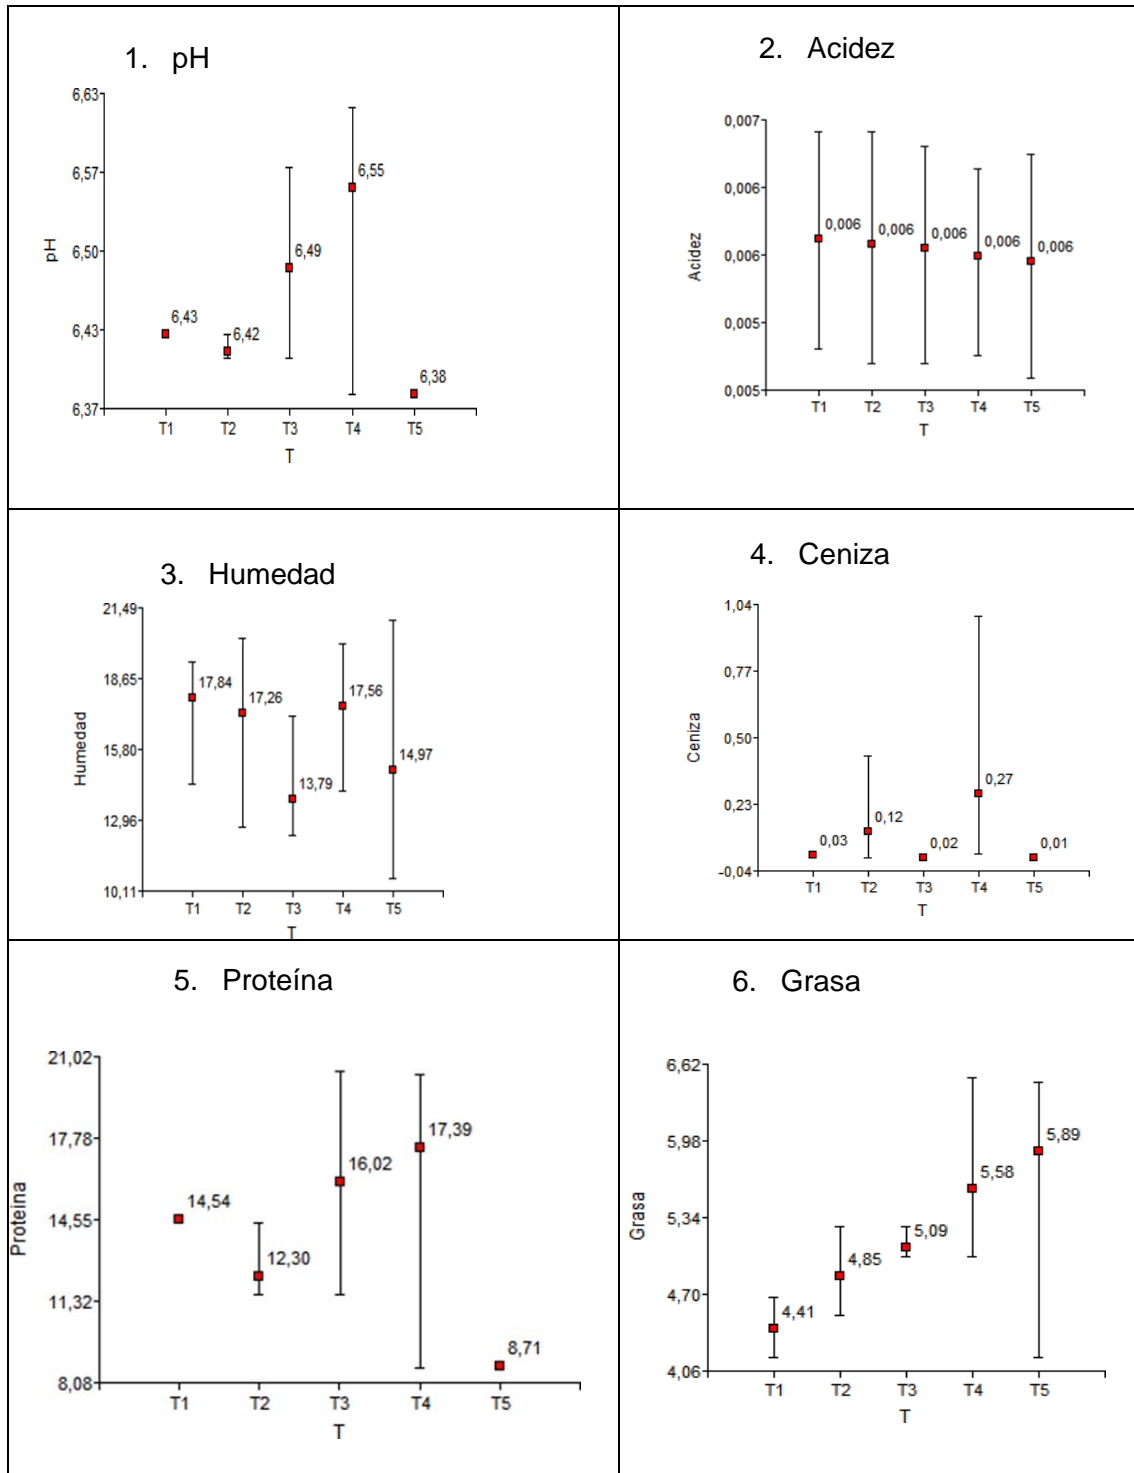 1. pH
6,63
6,57
6,50
6,43
6,37
pH
6,43
6,42
6,49
6,55
6,38
T1 T2 T3 T4 T5
T
2. Acidez
0,007
0,006
0,006
0,005
0,005
Acidez
0,006 0,006 0,006 0,006 0,006
T1 T2 T3 T4 T5
T
3. Humedad
21,49
18,65
15,80
12,96
10,11
Humedad
17,84
17,26
13,79
17,56
14,97
T1 T2 T3 T4 T5
T
4. Ceniza
1,04
0,77
0,50
0,23
-0,04
Ceniza
0,03
0,12
0,02
0,27
0,01
T1 T2 T3 T4 T5
T
5. Proteína
21,02
17,78
14,55
11,32
8,08
Proteina
14,54
12,30
16,02
17,39
8,71
T1 T2 T3 T4 T5
T
6. Grasa
6,62
5,98
5,34
4,70
4,06
Grasa
4,41
4,85
5,09
5,58
5,89
T1 T2 T3 T4 T5
T